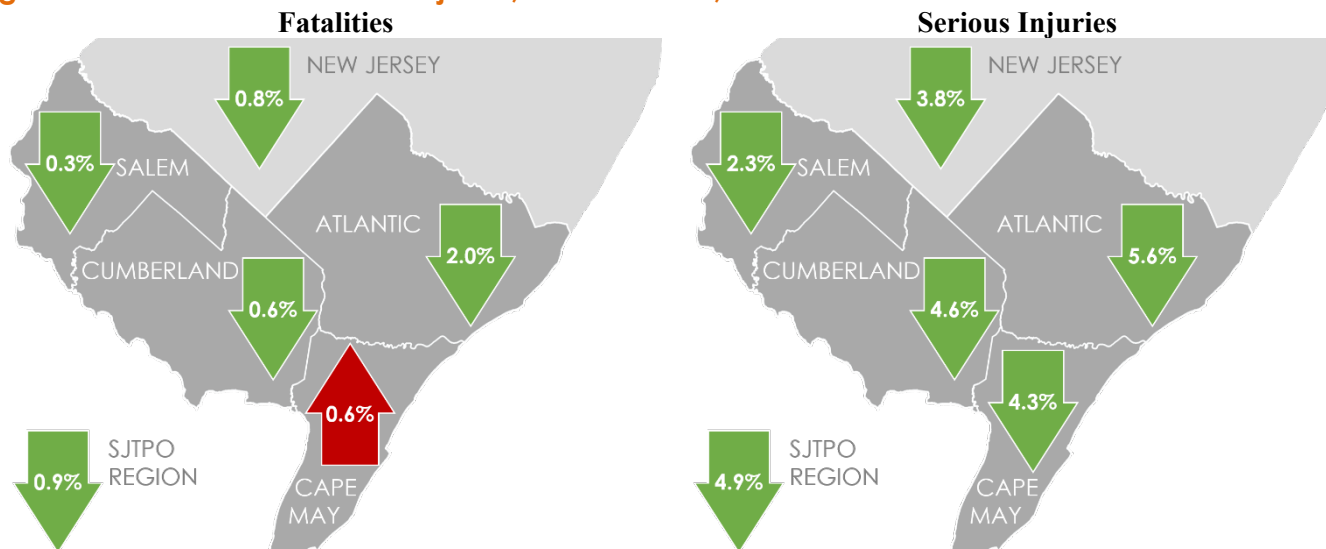 Fatalities
NEW JERSEY
0.8%
0.3%
SALEM
ATLANTIC
2.0%
CUMBERLAND
0.6%
0.6%
SJTPO
REGION
0.9%
CAPE
MAY
Serious Injuries
NEW JERSEY
3.8%
2.3%
SALEM
ATLANTIC
5.6%
CUMBERLAND
4.6%
4.3%
SJTPO
REGION
4.9%
CAPE
MAY